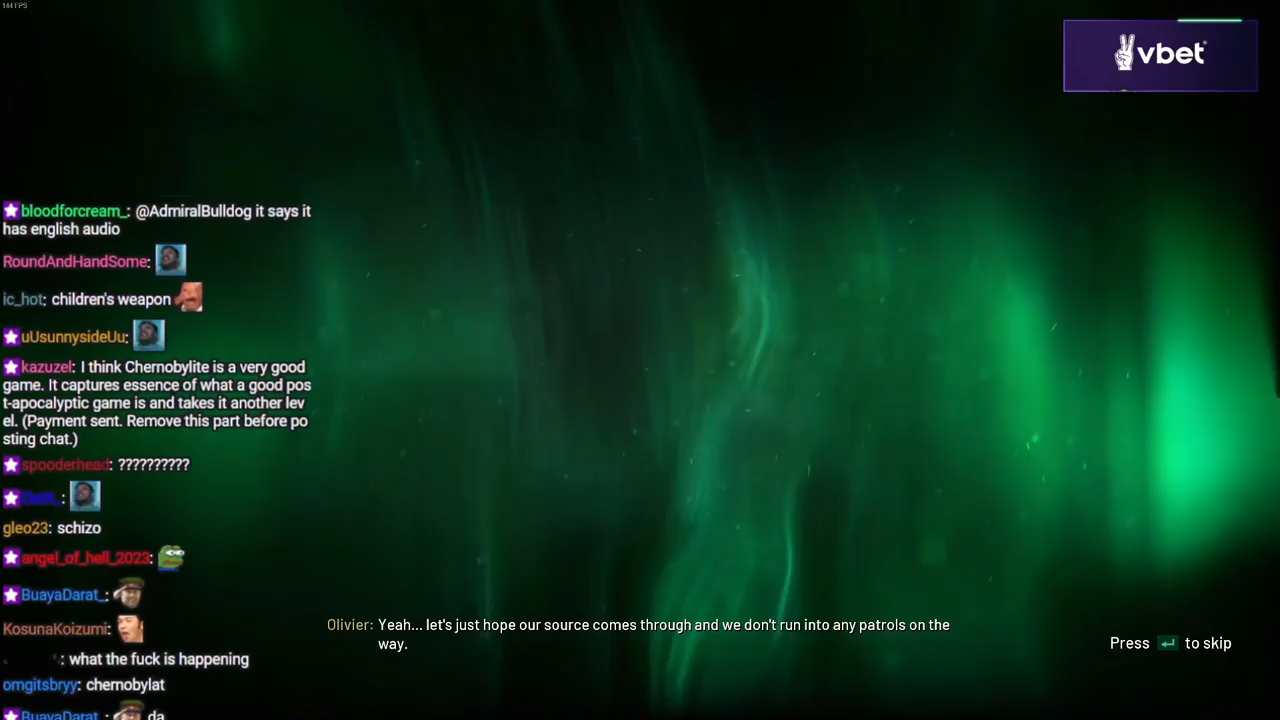 144 FPS
vbet
bloodforcream_: @AdmiralBulldog it says it
has english audio
RoundAndHandSome:
ic_hot: children's weapon
uUsunnysideUu:
kazuzel: I think Chernobylite is a very good
game. It captures essence of what a good pos
t-apocalyptic game is and takes it another lev
el. (Payment sent. Remove this part before po
sting chat.)
spooderhead: ??????????
gleo23: schizo
angel_of_hell_2023:
BuayaDarat_:
KosunaKoizumi:
: what the fuck is happening
omgitsbryy: chernobylat
BuayaDarat_: da
Olivier: Yeah... let's just hope our source comes through and we don't run into any patrols on the
way.
Press to skip